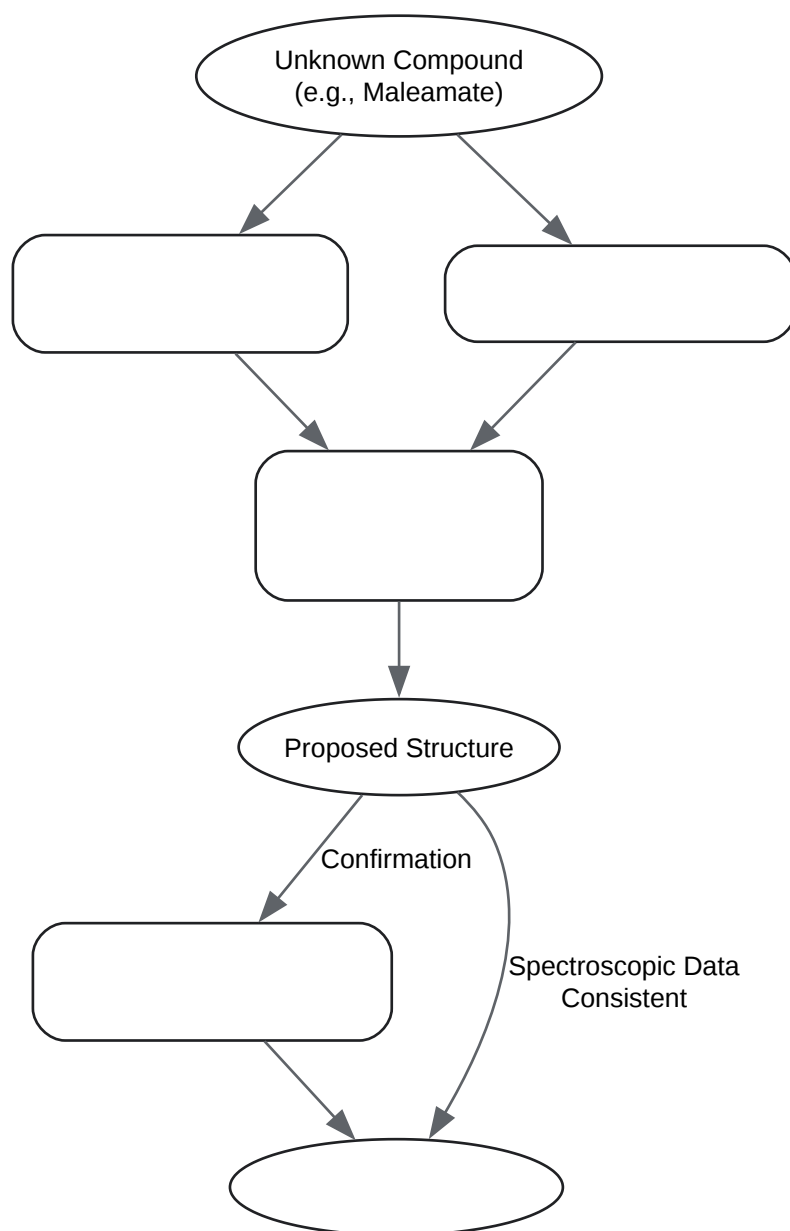 Unknown Compound
(e.g., Maleamate)
Proposed Structure
Confirmation
Spectroscopic Data
Consistent